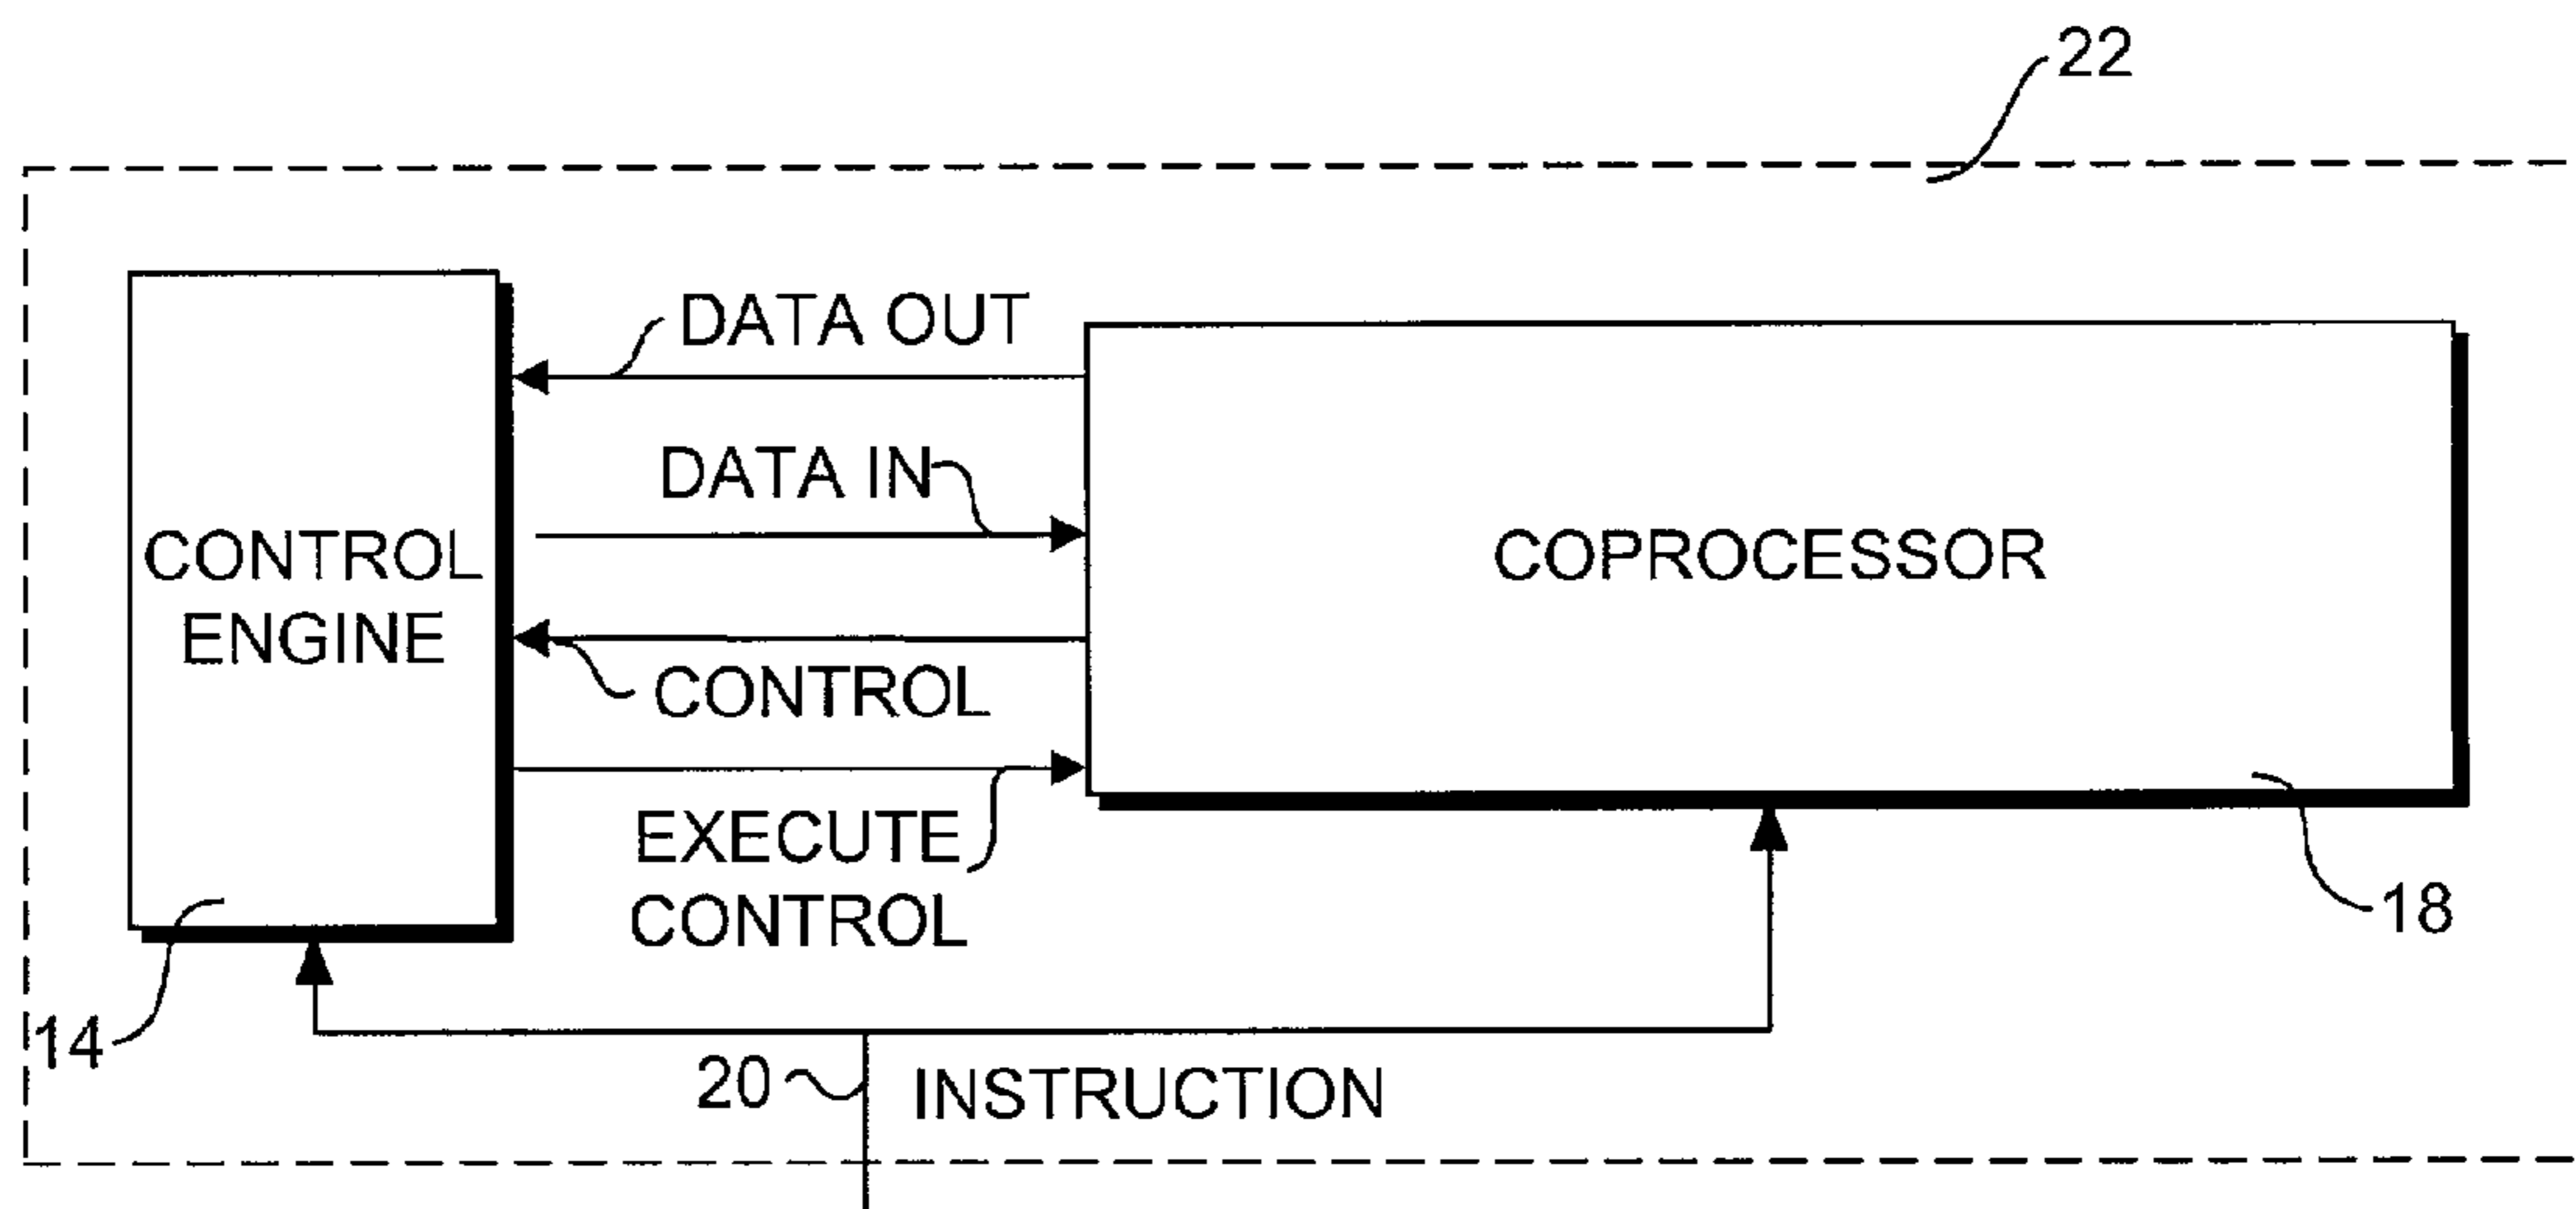 22
DATA OUT
DATA IN
CONTROL
ENGINE
COPROCESSOR
CONTROL
EXECUTE
CONTROL
18
14
20
INSTRUCTION